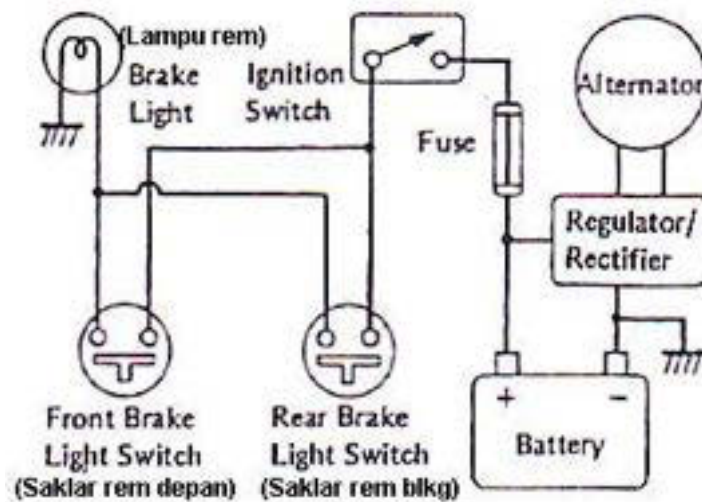 (Lampu rem)
Brake
Light
Ignition
Switch
Fuse
Alternator
Regulator/
Rectifier
Front Brake
Light Switch
(Saklar rem depan)
Rear Brake
Light Switch
(Saklar rem blkg)
+ −
Battery